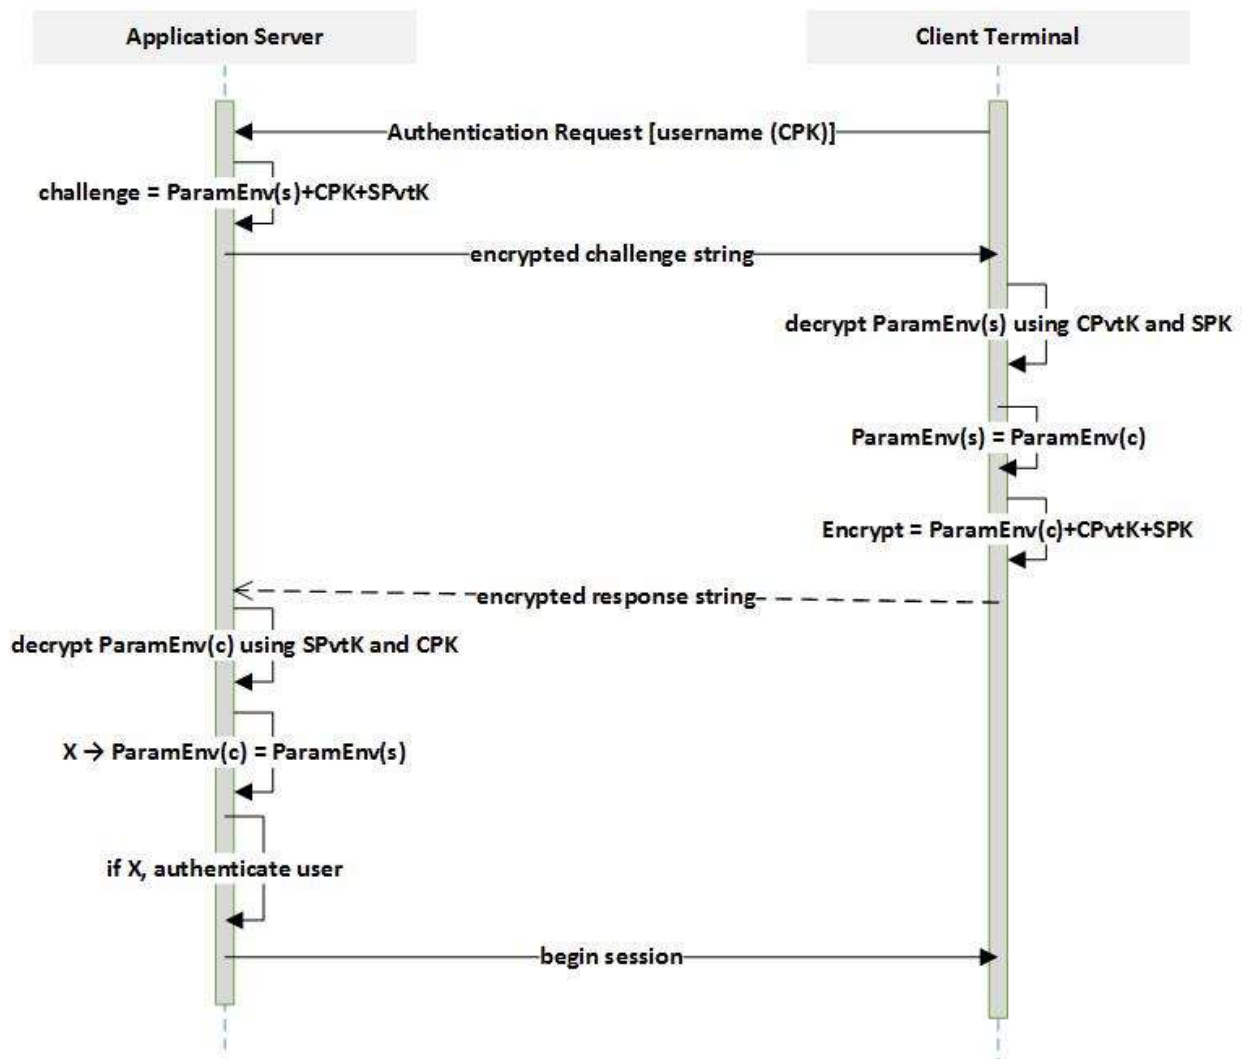 Application Server
Client Terminal
Authentication Request [username (CPK)]
challenge = ParamEnv(s)+CPK+SPvtK
encrypted challenge string
decrypt ParamEnv(s) using CPvtK and SPK
ParamEnv(s) = ParamEnv(c)
Encrypt = ParamEnv(c)+CPvtK+SPK
encrypted response string
decrypt ParamEnv(c) using SPvtK and CPK
X → ParamEnv(c) = ParamEnv(s)
if X, authenticate user
begin session